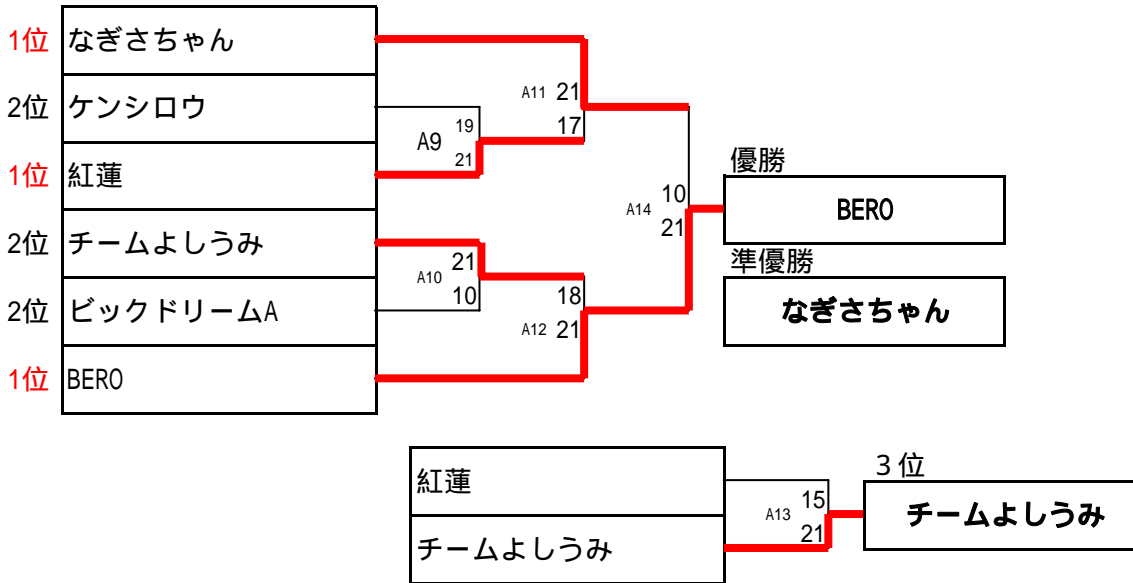 1位 なぎさちゃん
A11 21
2位 ケンシロウ
19
17
A9
21
1位 紅蓮
優勝
10
A14
BERO
21
2位 チームよしうみ
21
準優勝
A10
10
18
2位 ビックドリームA
なぎさちゃん
A12 21
1位 BERO
紅蓮
3位
15
A13
チームよしうみ
21
チームよしうみ